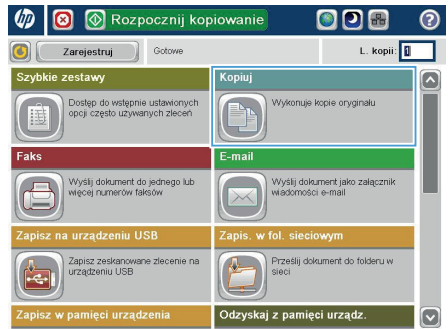 hp
Rozpocznij kopiowanie
?
Zarejestruj
Gotowe
L. kopii: 1
Szybkie zestawy
Dostęp do wstępnie ustawionych
opcji często używanych zleceń
Kopiuj
Wykonuje kopie oryginału
Faks
Wyślij dokument do jednego lub
więcej numerów faksów
E-mail
Wyślij dokument jako załącznik
wiadomości e-mail
Zapisz na urządzeniu USB
Zapisz zeskanowane zlecenie na
urządzeniu USB
Zapis. w fol. sieciowym
Prześlij dokument do folderu w
sieci
Zapisz w pamięci urządzenia
Odzyskaj z pamięci urządz.